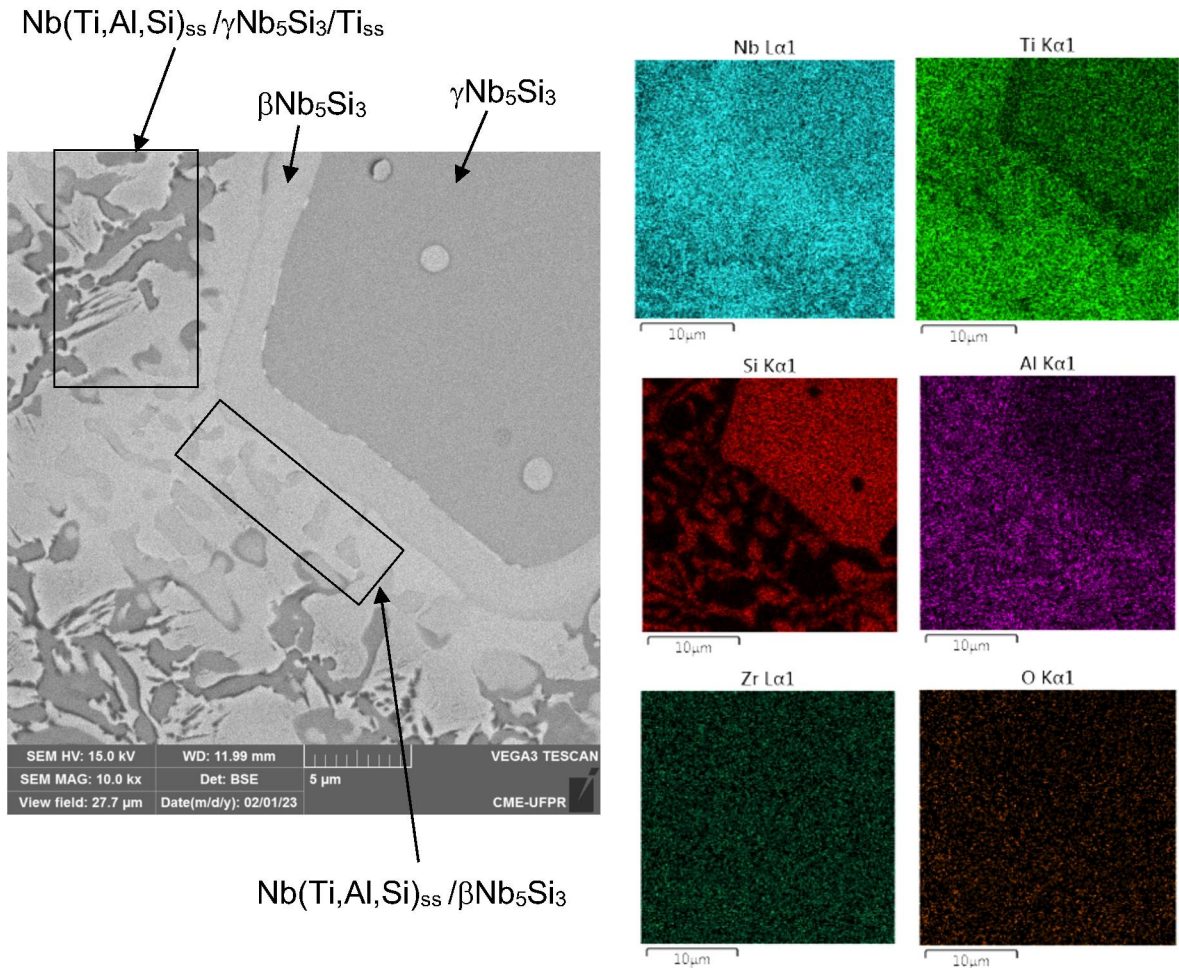 Nb(Ti,Al,Si)ss/γNb5Si3/Tiss
βNb5Si3
γNb5Si3
SEM HV: 15.0 kV
WD: 11.99 mm
VEGA3 TESCAN
SEM MAG: 10.0 kx
Det: BSE
5 µm
View field: 27.7 µm
Date(m/d/y): 02/01/23
CME-UFPR
Nb(Ti,Al,Si)ss/βNb5Si3
Nb Lα1
Ti Kα1
10µm
10µm
Si Kα1
Al Kα1
10µm
10µm
Zr Lα1
O Kα1
10µm
10µm